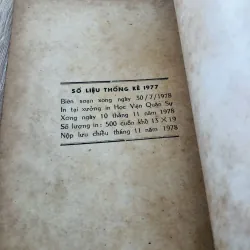 SỐ LIỆU THỐNG KÊ 1977
Biên soạn xong ngày 30/7/1978
In tại xưởng in Học Viện Quân Sự
Xong ngày 10 tháng 11 năm 1978
Số lượng in: 500 cuốn khổ 13 X 19
Nộp lưu chiểu tháng 11 năm 1978